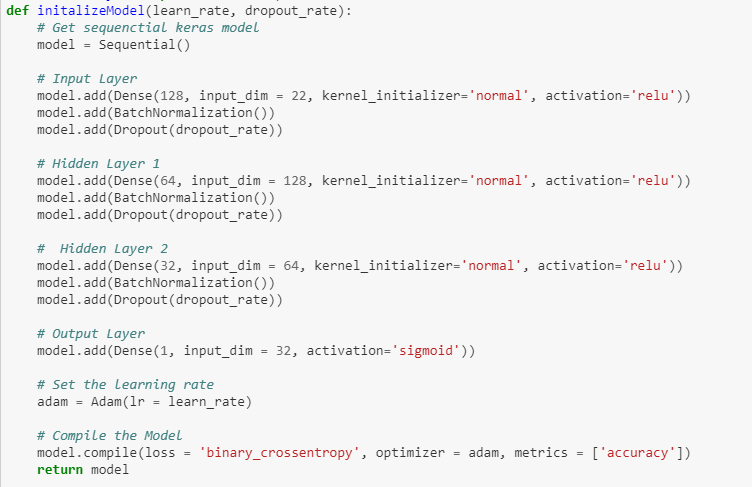 def initalizeModel(learn_rate, dropout_rate):
    # Get sequenctial keras model
    model = Sequential()

    # Input Layer
    model.add(Dense(128, input_dim = 22, kernel_initializer='normal', activation='relu'))
    model.add(BatchNormalization())
    model.add(Dropout(dropout_rate))

    # Hidden Layer 1
    model.add(Dense(64, input_dim = 128, kernel_initializer='normal', activation='relu'))
    model.add(BatchNormalization())
    model.add(Dropout(dropout_rate))

    #  Hidden Layer 2
    model.add(Dense(32, input_dim = 64, kernel_initializer='normal', activation='relu'))
    model.add(BatchNormalization())
    model.add(Dropout(dropout_rate))

    # Output Layer
    model.add(Dense(1, input_dim = 32, activation='sigmoid'))

    # Set the learning rate
    adam = Adam(lr = learn_rate)

    # Compile the Model
    model.compile(loss = 'binary_crossentropy', optimizer = adam, metrics = ['accuracy'])
    return model